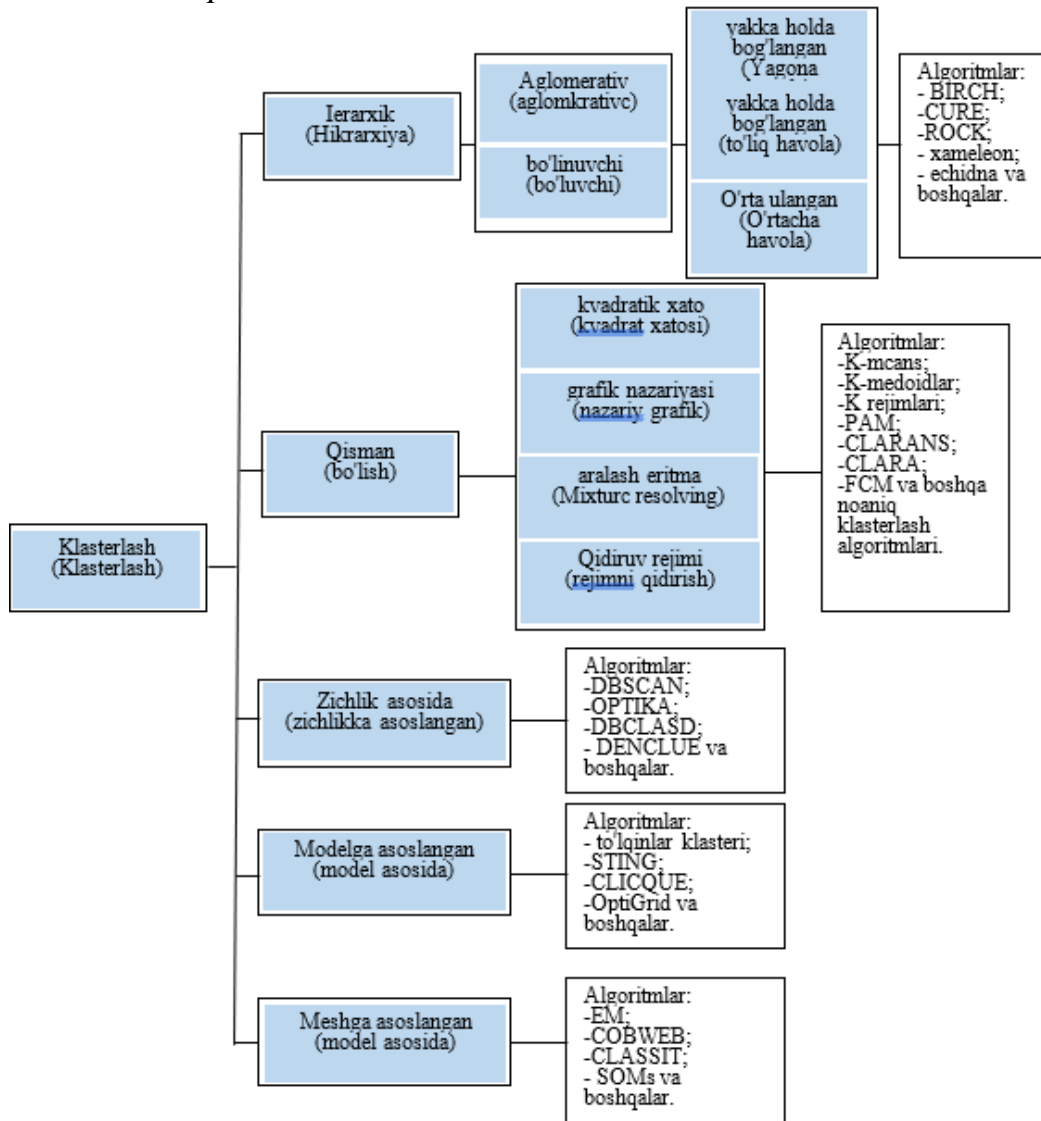 Ierarxik
(Hikrarxiya)
Aglomerativ
(aglomkrativc)
bo'linuvchi
(bo'luvchi)
yakka holda
bog'langan
(Yagona
yakka holda
bog'langan
(to'liq havola)
O'rta ulangan
(O'rtacha
havola)
Algoritmlar:
- BIRCH;
-CURE;
-ROCK;
- xameleon;
- echidna va
boshqalar.
Klasterlash
(Klasterlash)
Qisman
(bo'lish)
kvadratik xato
(kvadrat xatosi)
grafik nazariyasi
(nazariy grafik)
aralash eritma
(Mixturc resolving)
Qidiruv rejimi
(rejimni qidirish)
Algoritmlar:
-K-mcans;
-K-medoidlar;
-K rejimlari;
-PAM;
-CLARANS;
-CLARA;
-FCM va boshqa
noaniq
klasterlash
algoritmlari.
Zichlik asosida
(zichlikka asoslangan)
Algoritmlar:
-DBSCAN;
-OPTIKA;
-DBCLASD;
- DENCLUE va
boshqalar.
Modelga asoslangan
(model asosida)
Algoritmlar:
- to'lqinlar klasteri;
-STING;
-CLICQUE;
-OptiGrid va
boshqalar.
Meshga asoslangan
(model asosida)
Algoritmlar:
-EM;
-COBWEB;
-CLASSIT;
- SOMs va
boshqalar.